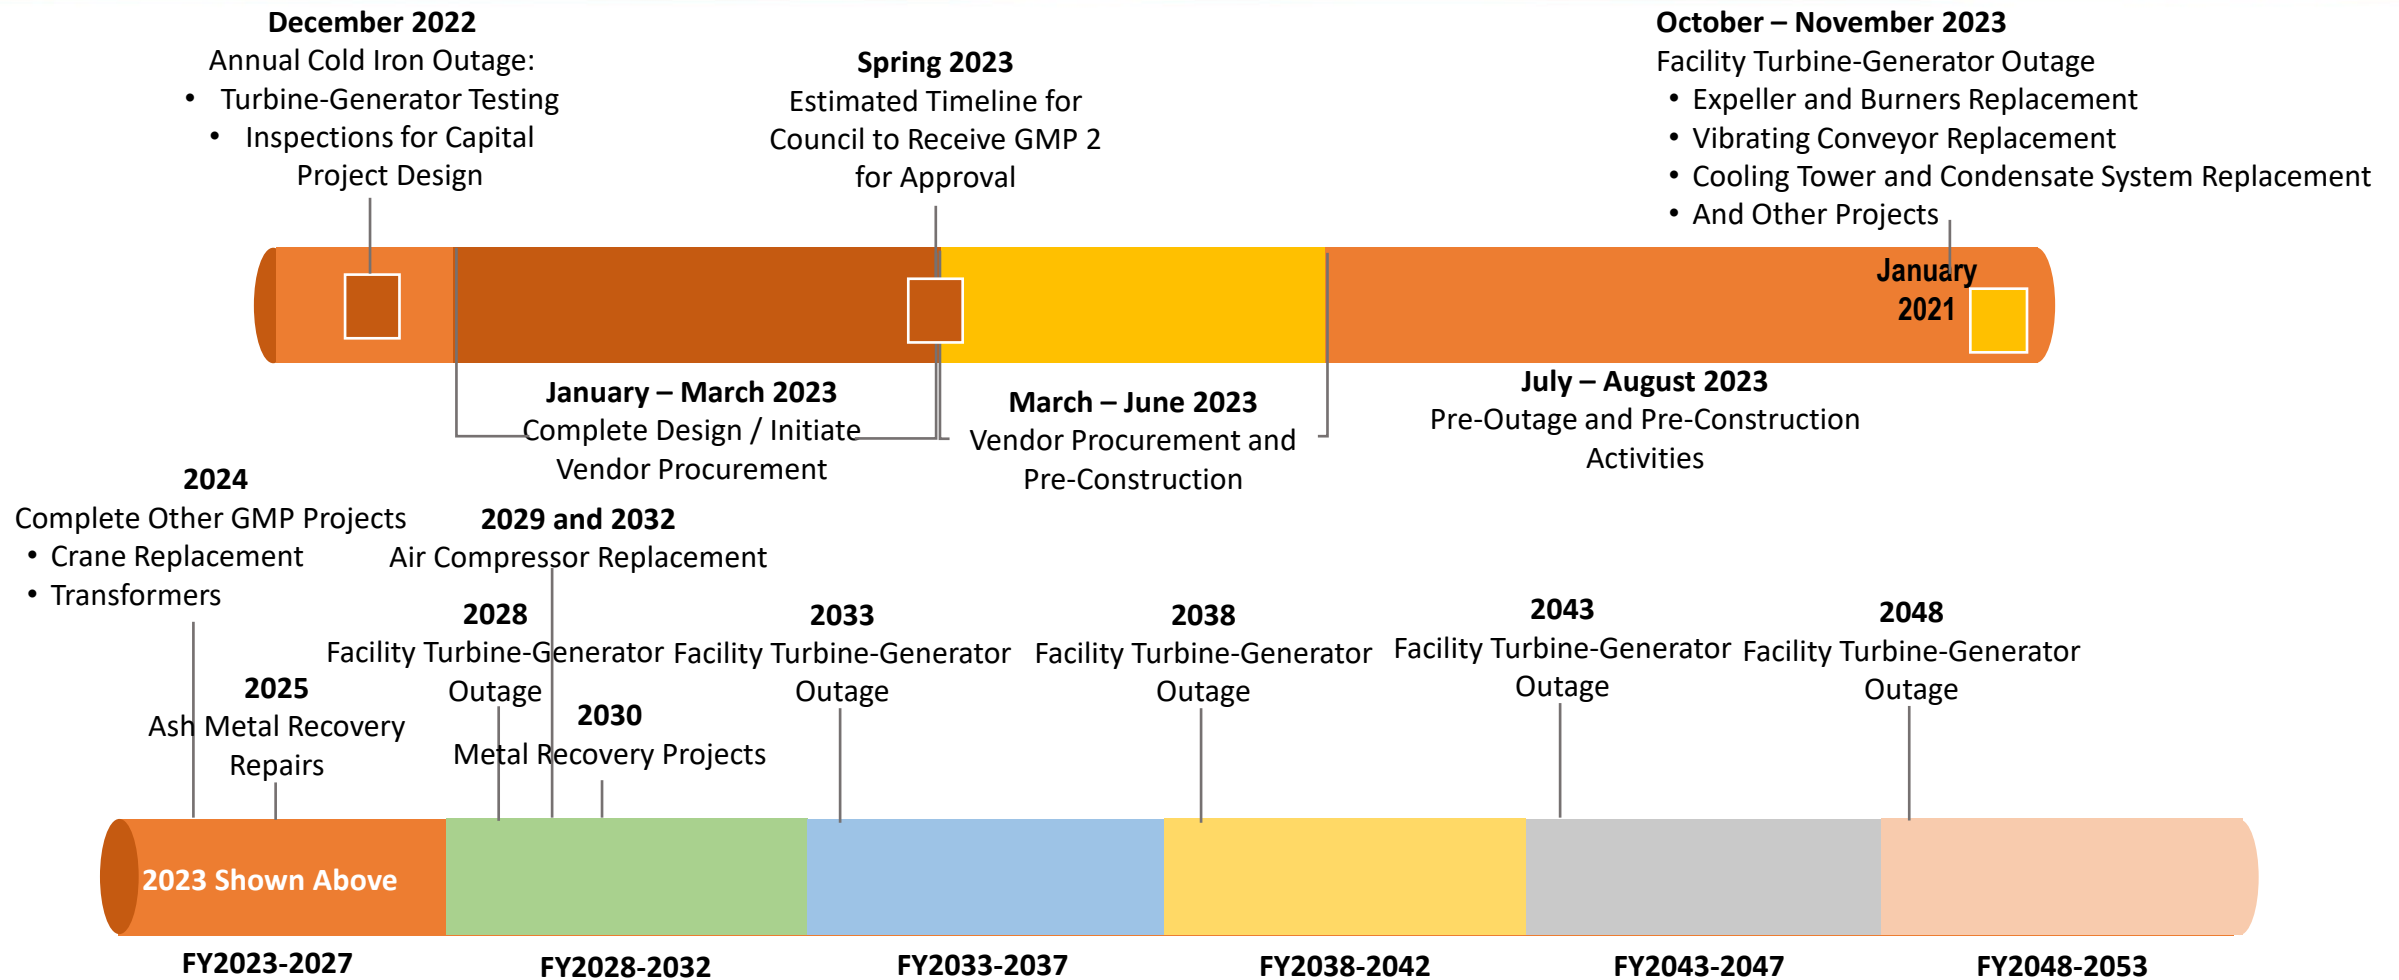 December 2022
Annual Cold Iron Outage:
• Turbine-Generator Testing
• Inspections for Capital
Project Design
Spring 2023
Estimated Timeline for
Council to Receive GMP 2
for Approval
October – November 2023
Facility Turbine-Generator Outage
• Expeller and Burners Replacement
• Vibrating Conveyor Replacement
• Cooling Tower and Condensate System Replacement
• And Other Projects
January
2021
January – March 2023
Complete Design / Initiate
Vendor Procurement
March – June 2023
Vendor Procurement and
Pre-Construction
July – August 2023
Pre-Outage and Pre-Construction
Activities
2024
Complete Other GMP Projects
• Crane Replacement
• Transformers
2025
Ash Metal Recovery
Repairs
2029 and 2032
Air Compressor Replacement
2028
Facility Turbine-Generator
Outage
2030
Metal Recovery Projects
2033
Facility Turbine-Generator
Outage
2038
Facility Turbine-Generator
Outage
2043
Facility Turbine-Generator
Outage
2048
Facility Turbine-Generator
Outage
2023 Shown Above
FY2023-2027
FY2028-2032
FY2033-2037
FY2038-2042
FY2043-2047
FY2048-2053